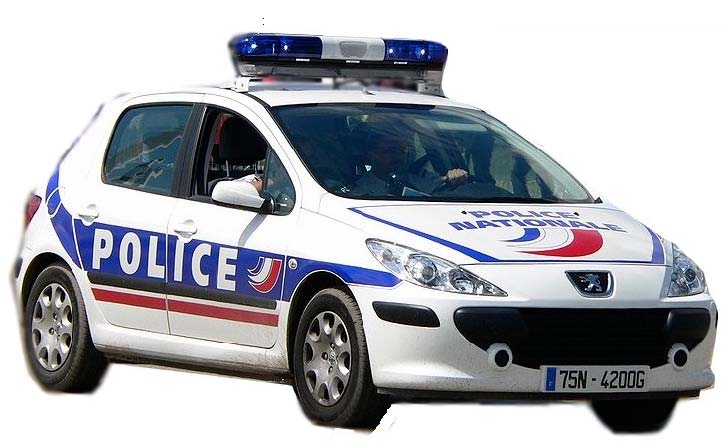 POLICE
NATIONALE
POLICE
F
75N - 4200G